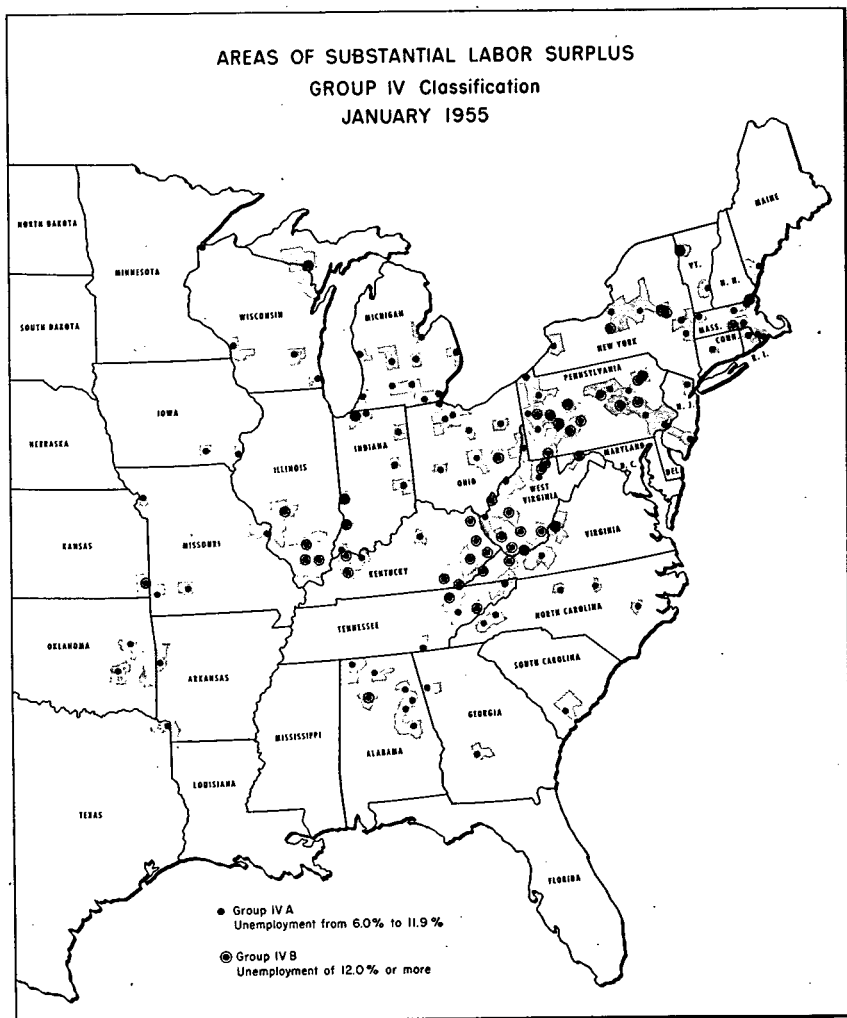 AREAS OF SUBSTANTIAL LABOR SURPLUS
GROUP IV Classification
JANUARY 1955
MAINE
NORTH DAKOTA
MINNESOTA
VT.
N. H.
SOUTH DAKOTA
WISCONSIN
MICHIGAN
MASS.
NEW YORK
CONN.
R. I.
PENNSYLVANIA
IOWA
N. J.
NEBRASKA
INDIANA
ILLINOIS
OHIO
MARYLAND
D. C.
DEL.
WEST
VIRGINIA
KANSAS
MISSOURI
VIRGINIA
KENTUCKY
NORTH CAROLINA
TENNESSEE
OKLAHOMA
ARKANSAS
SOUTH CAROLINA
GEORGIA
MISSISSIPPI
ALABAMA
LOUISIANA
TEXAS
FLORIDA
Group IV A
Unemployment from 6.0% to 11.9%
Group IV B
Unemployment of 12.0% or more